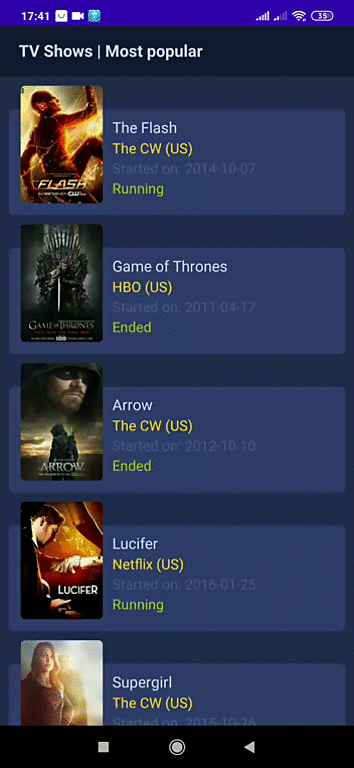 17:41
35
TV Shows | Most popular
FLASH
The Flash
The CW (US)
Started on: 2014-10-07
Running
GAME OF THRONES
HBO
Game of Thrones
HBO (US)
Started on: 2011-04-17
Ended
ARROW
Arrow
The CW (US)
Started on: 2012-10-10
Ended
LUCIFER
Lucifer
Netflix (US)
Started on: 2016-01-25
Running
Supergirl
The CW (US)
Started on: 2015-10-26